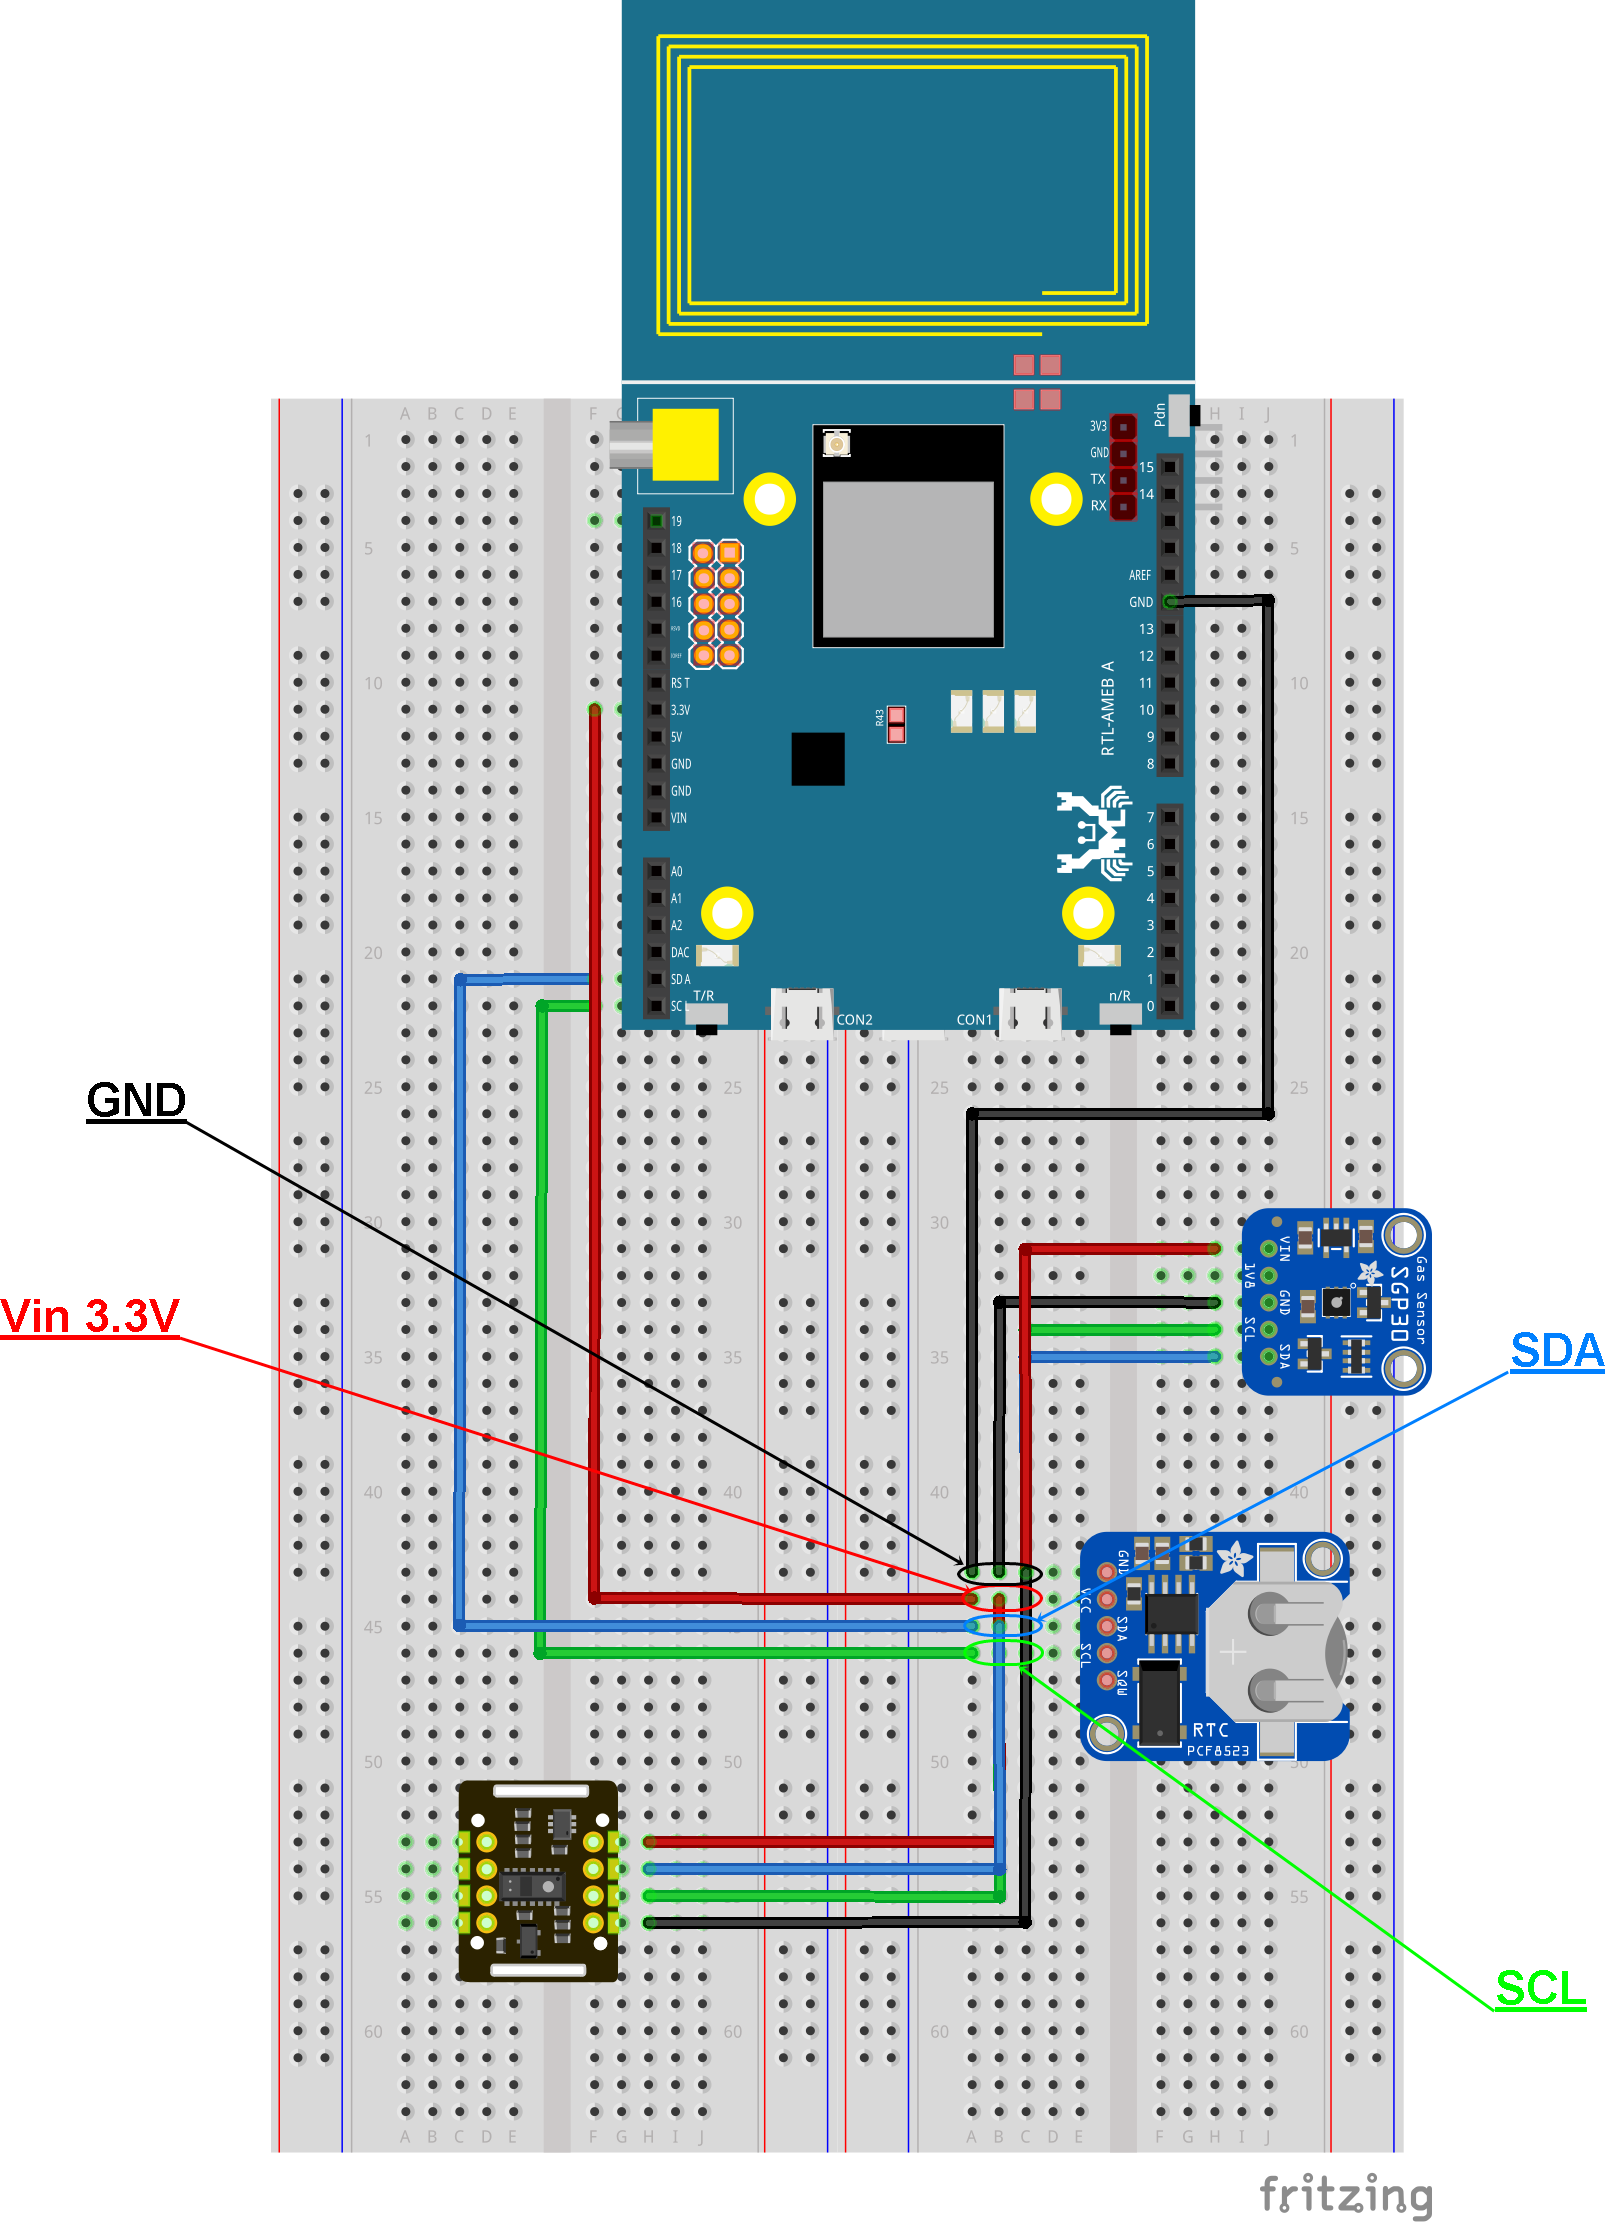 A B C D E F G H I J
1 1
3V3
GND
TX
RX
Pdn
15
14
AREF
GND
13
12
11
10
9
8
7
6
5
4
3
2
1
0
19
18
17
16
RST
3.3V
5V
GND
GND
VIN
A0
A1
A2
DAC
SDA
SCL
R43
RTL-AMEB A
T/R
CON2
CON1
n/R
5 5
10 10
15 15
20 20
25 25 25 25
GND
30 30 30
Vin 3.3V
VIN
1V8
GND
SCL
SDA
SGP30
Gas Sensor
SDA
35 35 35
40 40 40 40
GND
VCC
SDA
SCL
SQW
RTC
PCF8523
45
50 50 50 50
55 55 55
SCL
60 60 60 60
A B C D E F G H I J A B C D E F G H I J
fritzing